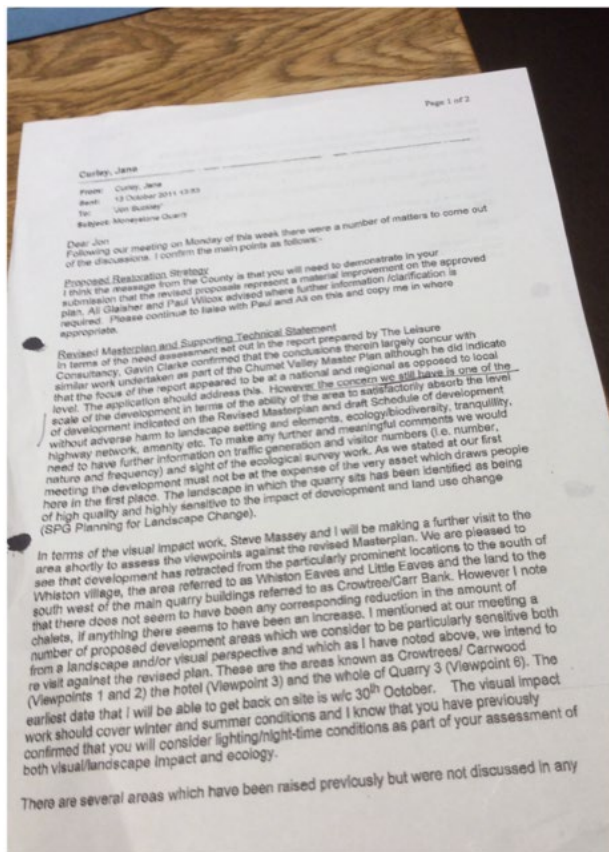 Page 1 of 2
Curley, Jane
From: Curley, Jane
Sent: 13 October 2011 13:53
To: 'Jon Suckley'
Subject: Moneystone Quarry
Dear Jon
Following our meeting on Monday of this week there were a number of matters to come out
of the discussions. I confirm the main points as follows:-
Proposed Restoration Strategy
I think the message from the County is that you will need to demonstrate in your
submission that the revised proposals represent a material improvement on the approved
plan. Ali Glaisher and Paul Wilcox advised where further information /clarification is
required. Please continue to liaise with Paul and Ali on this and copy me in where
appropriate.
Revised Masterplan and Supporting Technical Statement
In terms of the need assessment set out in the report prepared by The Leisure
Consultancy, Gavin Clarke confirmed that the conclusions therein largely concur with
similar work undertaken as part of the Churnet Valley Master Plan although he did indicate
that the focus of the report appeared to be at a national and regional as opposed to local
level. The application should address this. However the concern we still have is one of the
scale of the development in terms of the ability of the area to satisfactorily absorb the level
of development indicated on the Revised Masterplan and draft Schedule of development
without adverse harm to landscape setting and elements, ecology/biodiversity, tranquillity,
highway network, amenity etc. To make any further and meaningful comments we would
need to have further information on traffic generation and visitor numbers (i.e. number,
nature and frequency) and sight of the ecological survey work. As we stated at our first
meeting the development must not be at the expense of the very asset which draws people
here in the first place. The landscape in which the quarry sits has been identified as being
of high quality and highly sensitive to the impact of development and land use change
(SPG Planning for Landscape Change).
In terms of the visual impact work, Steve Massey and I will be making a further visit to the
area shortly to assess the viewpoints against the revised Masterplan. We are pleased to
see that development has retracted from the particularly prominent locations to the south of
Whiston village, the area referred to as Whiston Eaves and Little Eaves and the land to the
south west of the main quarry buildings referred to as Crowtree/Carr Bank. However I note
that there does not seem to have been any corresponding reduction in the amount of
chalets, if anything there seems to have been an increase. I mentioned at our meeting a
number of proposed development areas which we consider to be particularly sensitive both
from a landscape and/or visual perspective and which as I have noted above, we intend to
re visit against the revised plan. These are the areas known as Crowtrees/ Carrwood
(Viewpoints 1 and 2) the hotel (Viewpoint 3) and the whole of Quarry 3 (Viewpoint 6). The
earliest date that I will be able to get back on site is w/c 30th October. The visual impact
work should cover winter and summer conditions and I know that you have previously
confirmed that you will consider lighting/night-time conditions as part of your assessment of
both visual/landscape impact and ecology.
There are several areas which have been raised previously but were not discussed in any